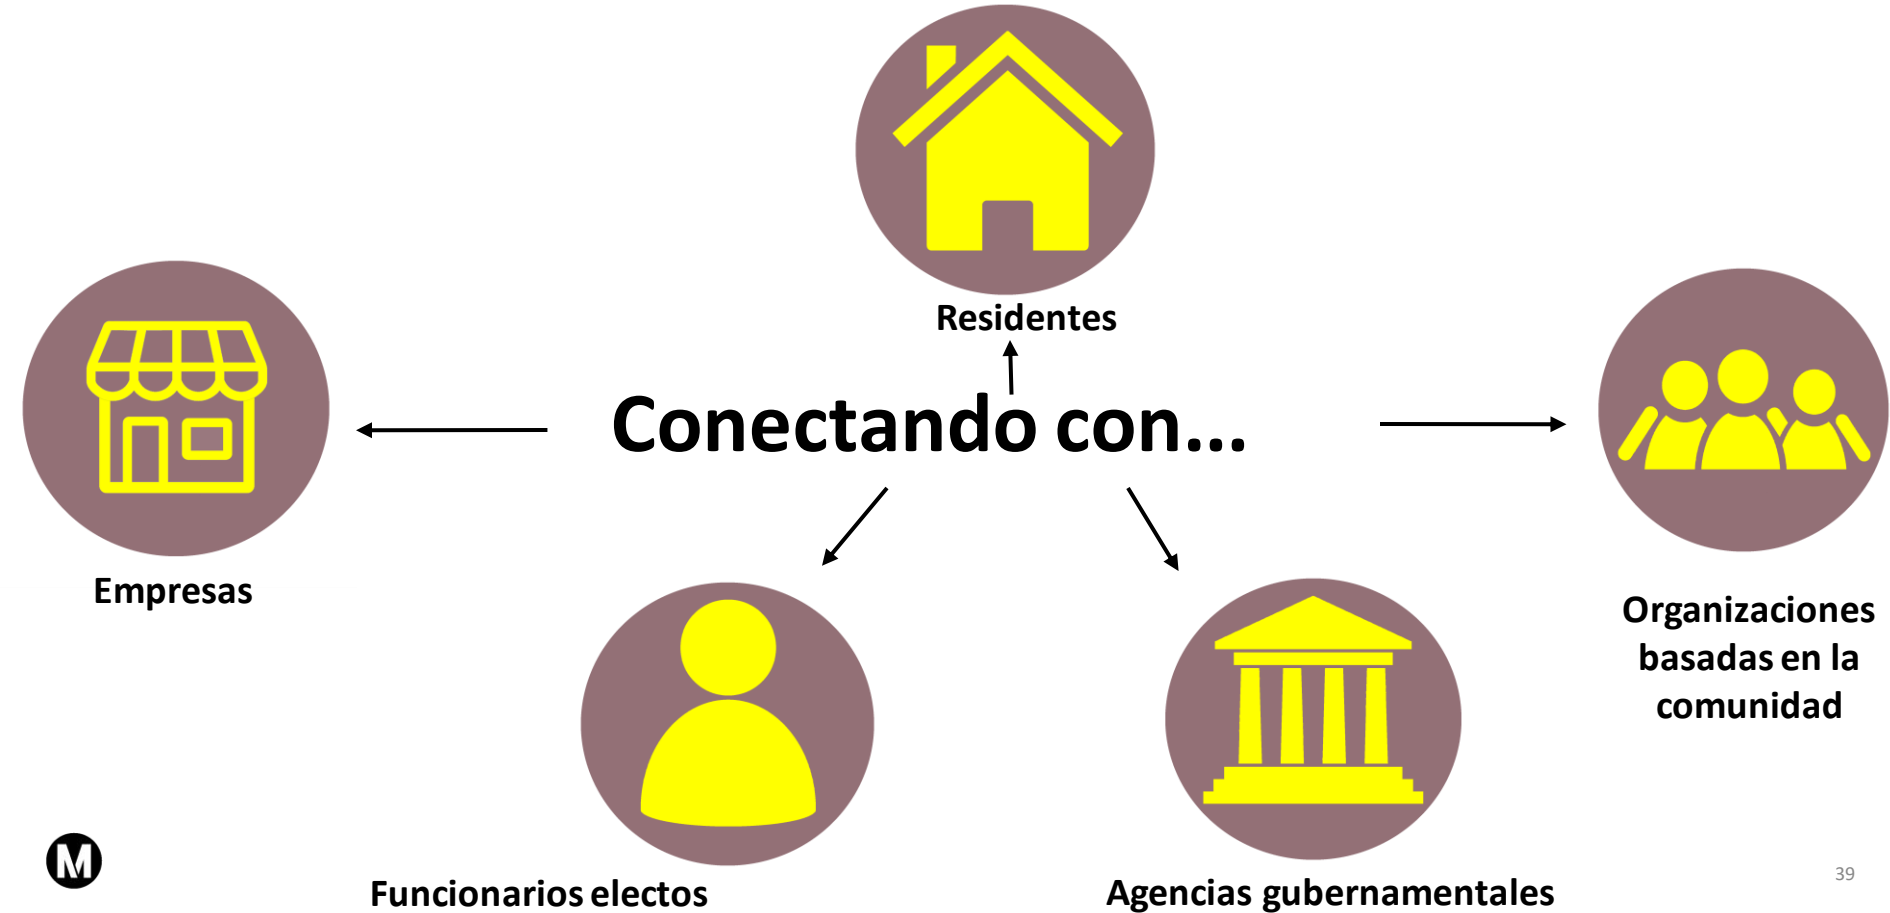 Residentes
Conectando con...
Empresas
Organizaciones
basadas en la
comunidad
Funcionarios electos
Agencias gubernamentales
M
39